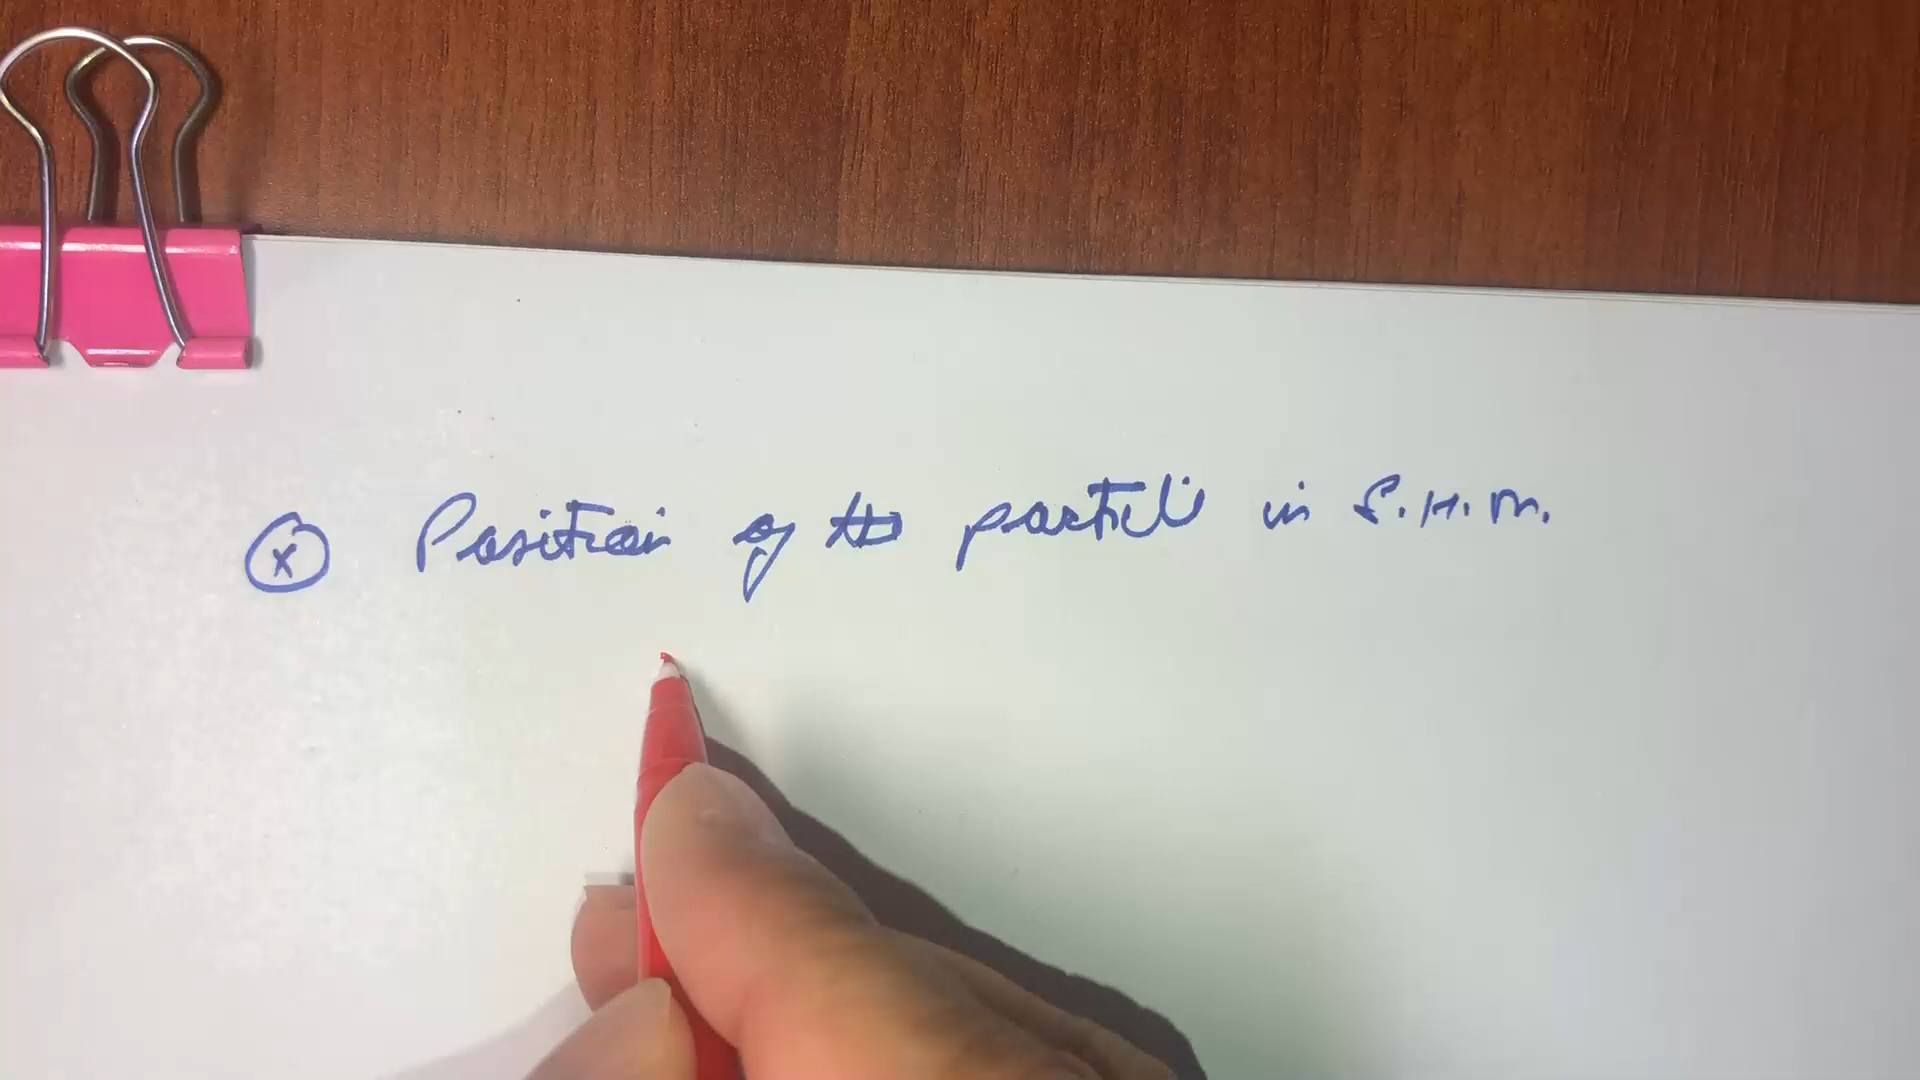 ⓧ Position of the particle in S.H.M.